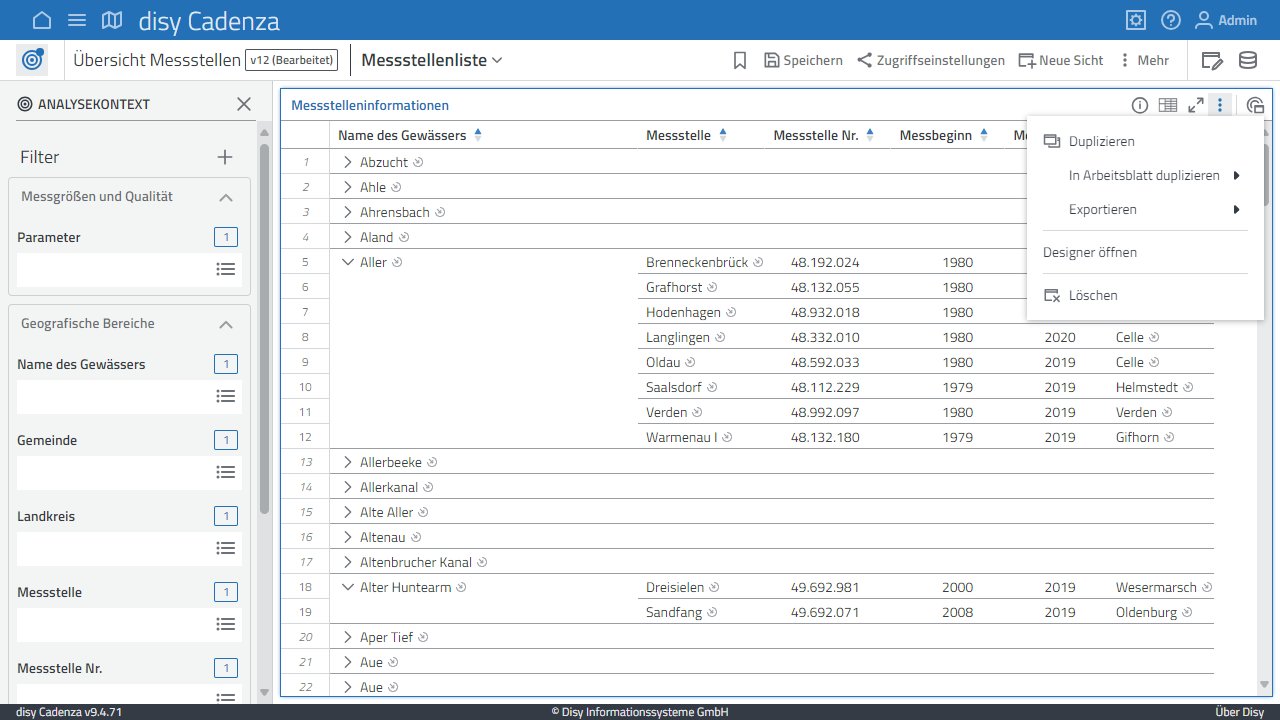 disy Cadenza
Admin
Übersicht Messstellen v12 (Bearbeitet) Messstellenliste
Speichern Zugriffseinstellungen Neue Sicht Mehr
ANALYSEKONTEXT
Filter
Messgrößen und Qualität
Parameter 1
Geografische Bereiche
Name des Gewässers 1
Gemeinde 1
Landkreis 1
Messstelle 1
Messstelle Nr. 1
Messstelleninformationen
Name des Gewässers Messstelle Messstelle Nr. Messbeginn
1 Abzucht
2 Ahle
3 Ahrensbach
4 Aland
5 Aller Brenneckenbrück 48.192.024 1980
6 Grafhorst 48.132.055 1980
7 Hodenhagen 48.932.018 1980
8 Langlingen 48.332.010 1980 2020 Celle
9 Oldau 48.592.033 1980 2019 Celle
10 Saalsdorf 48.112.229 1979 2019 Helmstedt
11 Verden 48.992.097 1980 2019 Verden
12 Warmenau I 48.132.180 1979 2019 Gifhorn
13 Allerbeeke
14 Allerkanal
15 Alte Aller
16 Altenau
17 Altenbrucher Kanal
18 Alter Huntearm Dreisielen 49.692.981 2000 2019 Wesermarsch
19 Sandfang 49.692.071 2008 2019 Oldenburg
20 Aper Tief
21 Aue
22 Aue
Duplizieren
In Arbeitsblatt duplizieren
Exportieren
Designer öffnen
Löschen
disy Cadenza v9.4.71
© Disy Informationssysteme GmbH
Über Disy